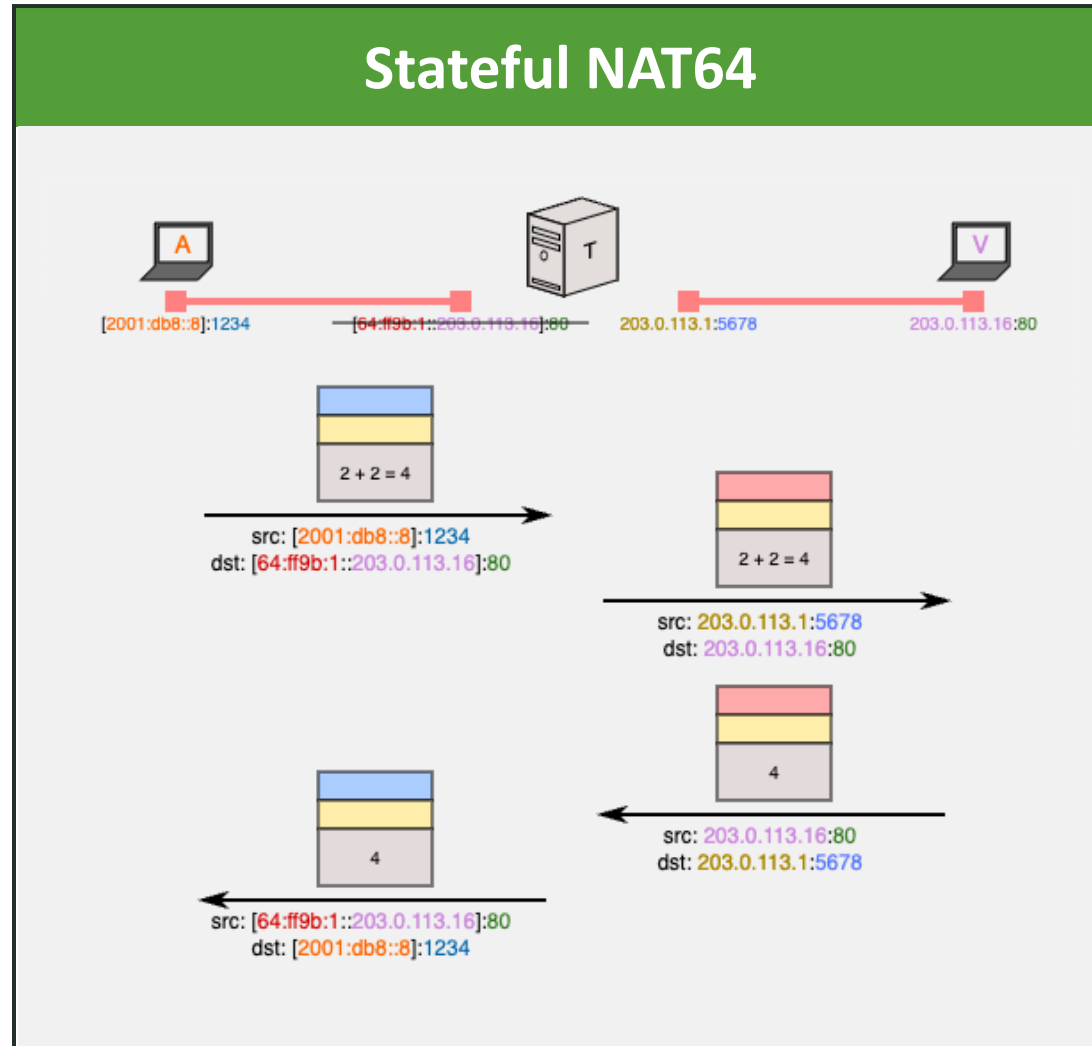 Stateful NAT64
A
T
V
[2001:db8::8]:1234
[64:ff9b:1::203.0.113.16]:80
203.0.113.1:5678
203.0.113.16:80
2 + 2 = 4
src: [2001:db8::8]:1234
dst: [64:ff9b:1::203.0.113.16]:80
2 + 2 = 4
src: 203.0.113.1:5678
dst: 203.0.113.16:80
4
src: 203.0.113.16:80
dst: 203.0.113.1:5678
4
src: [64:ff9b:1::203.0.113.16]:80
dst: [2001:db8::8]:1234